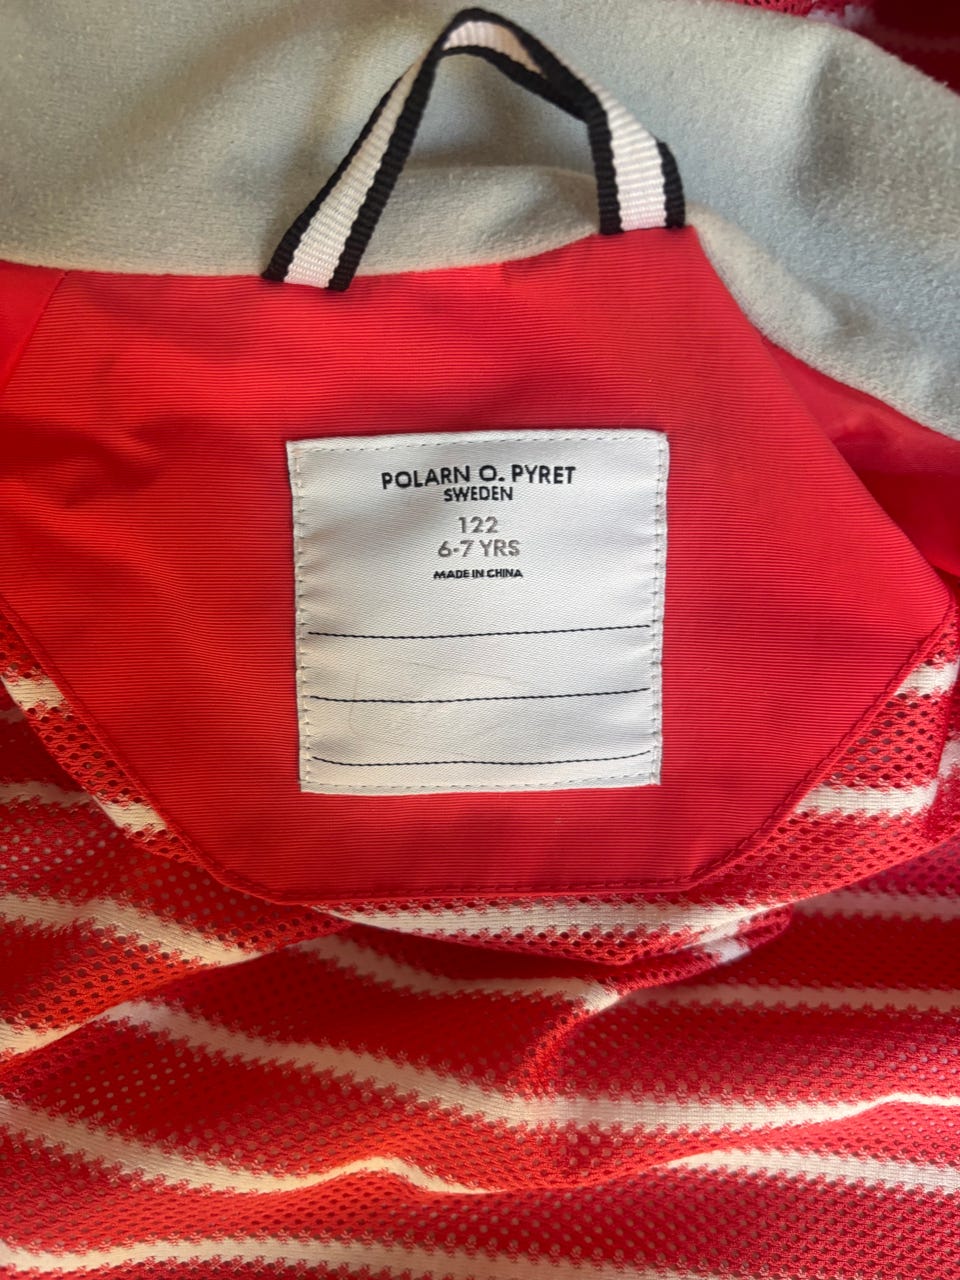 POLARN O. PYRET
SWEDEN
122
6-7 YRS
MADE IN CHINA